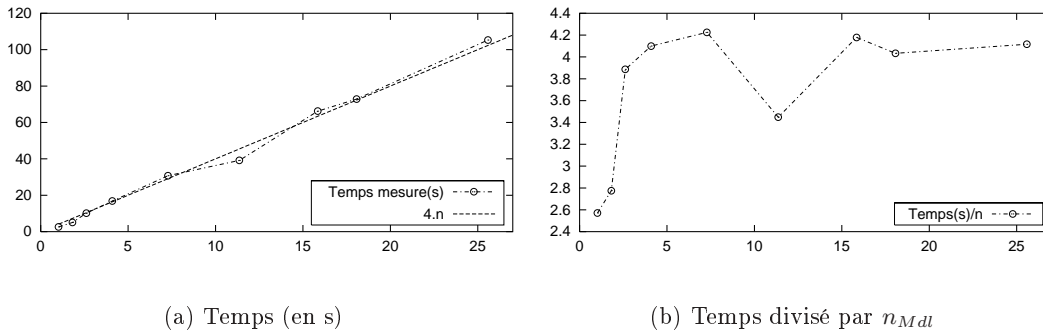 120
100
80
60
40
20
0
0 5 10 15 20 25
Temps mesure(s)
4.n
(a) Temps (en s)
4.4
4.2
4
3.8
3.6
3.4
3.2
3
2.8
2.6
2.4
0 5 10 15 20 25
Temps(s)/n
(b) Temps divisé par n_{Mdl}